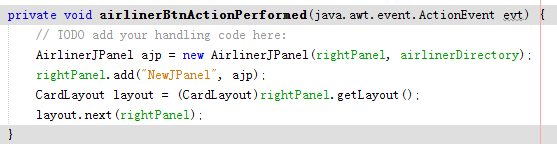 private void airlinerBtnActionPerformed(java.awt.event.ActionEvent evt) {
// TODO add your handling code here:
AirlinerJPanel ajp = new AirlinerJPanel(rightPanel, airlinerDirectory);
rightPanel.add("NewJPanel", ajp);
CardLayout layout = (CardLayout)rightPanel.getLayout();
layout.next(rightPanel);
}